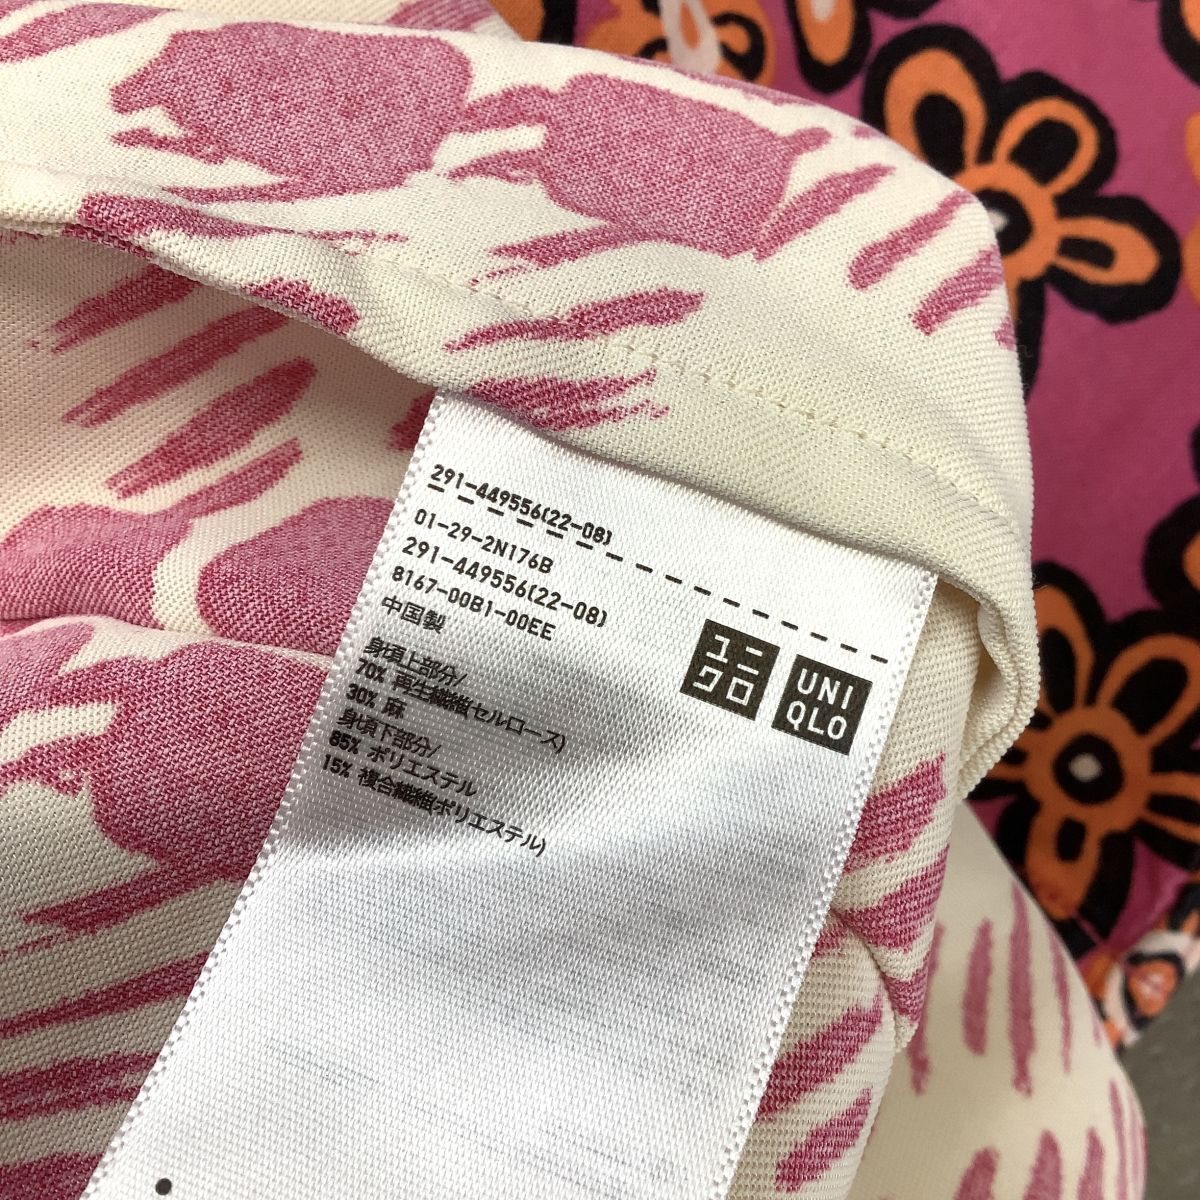 291-449556(22-08)
01-29-2N176B
291-449556(22-08)
8167-00B1-00EE
中国製
身頃上部分/
70% 再生繊維(セルロース)
30% 麻
身頃下部分/
85% ポリエステル
15% 複合繊維(ポリエステル)
ユニ
クロ
UNI
QLO